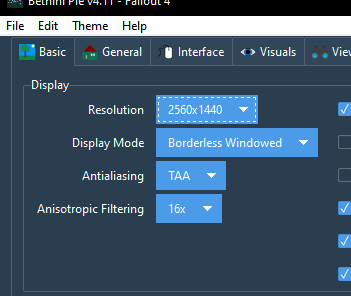 Bethini Pie v4.11 - Fallout 4
File Edit Theme Help
Basic General Interface Visuals View
Display
Resolution 2560x1440
Display Mode Borderless Windowed
Antialiasing TAA
Anisotropic Filtering 16x